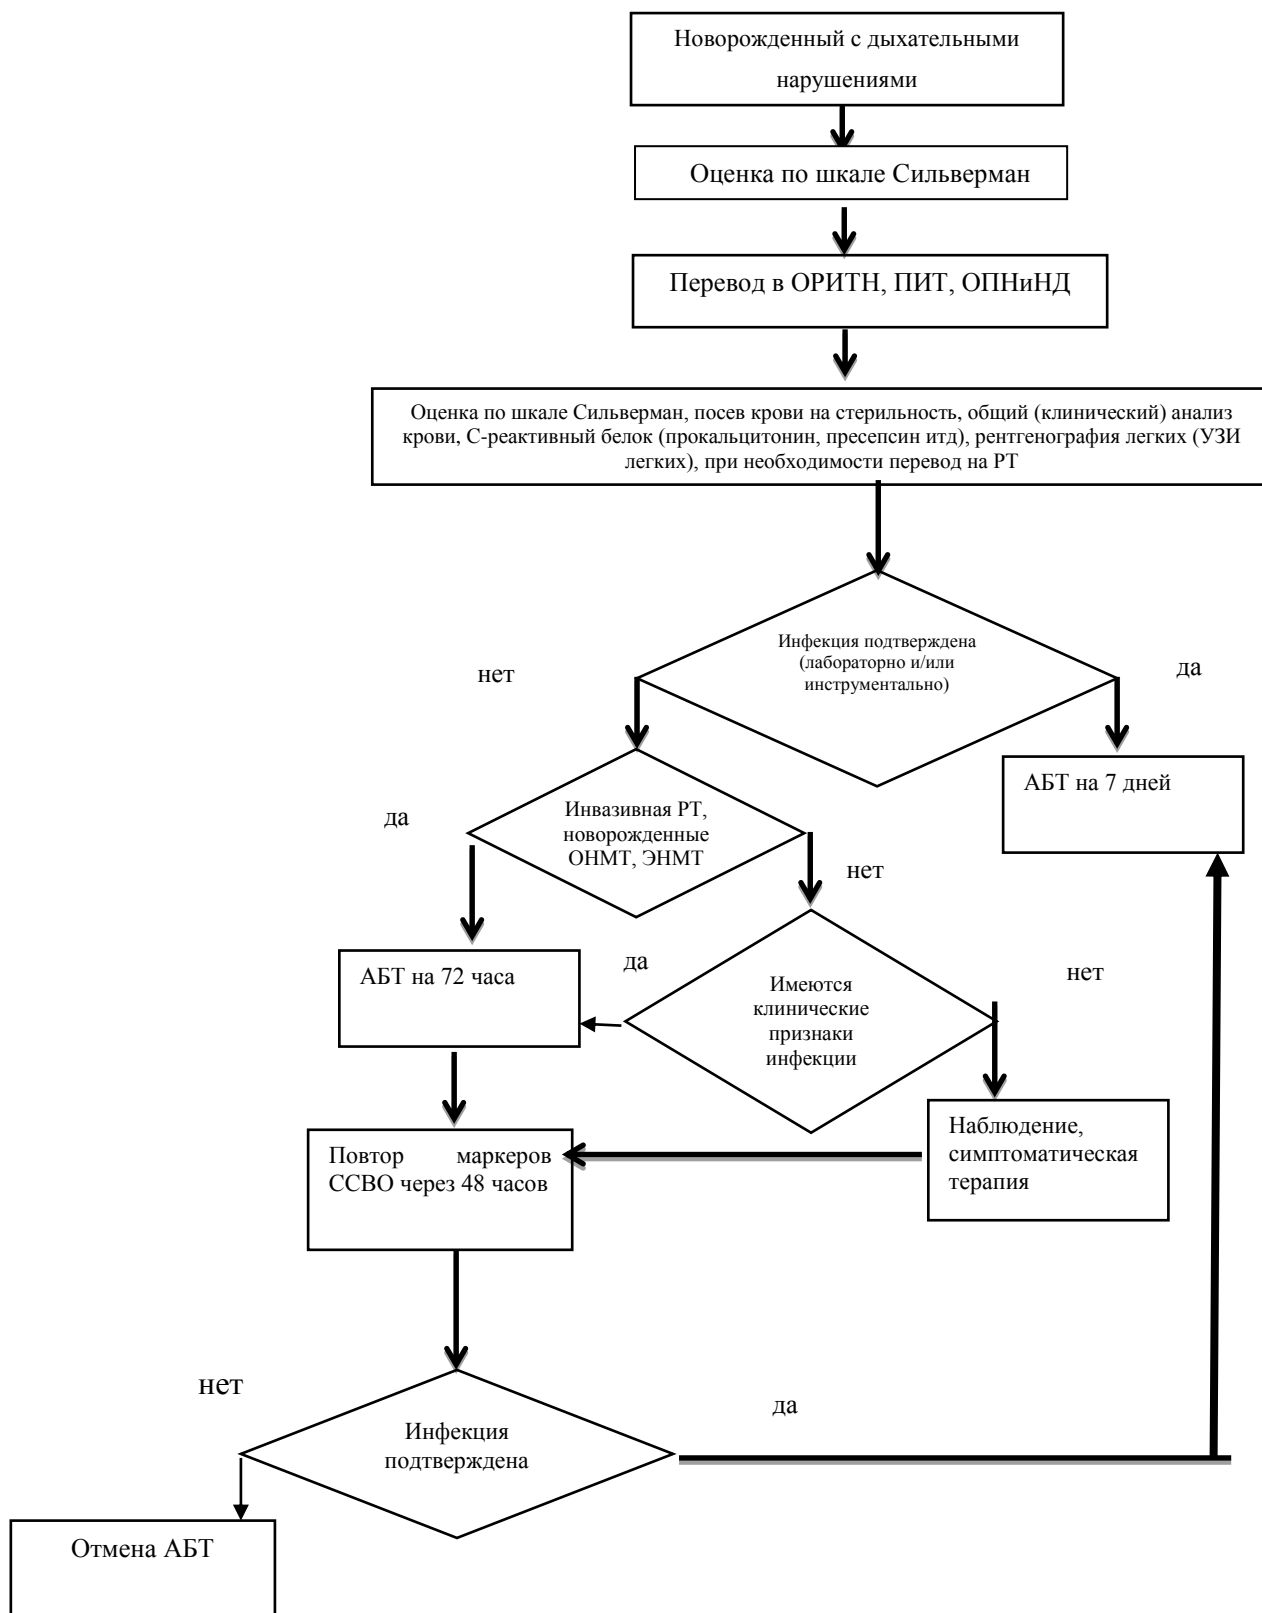 Новорожденный с дыхательными
нарушениями
Оценка по шкале Сильверман
Перевод в ОРИТН, ПИТ, ОПНиНД
Оценка по шкале Сильверман, посев крови на стерильность, общий (клинический) анализ
крови, С-реактивный белок (прокальцитонин, пресепсин итд), рентгенография легких (УЗИ
легких), при необходимости перевод на РТ
Инфекция подтверждена
(лабораторно и/или
инструментально)
нет
да
АБТ на 7 дней
Инвазивная РТ,
новорожденные
ОНМТ, ЭНМТ
да
нет
АБТ на 72 часа
да
Имеются
клинические
признаки
инфекции
нет
Наблюдение,
симптоматическая
терапия
Повтор маркеров
ССВО через 48 часов
нет
Инфекция
подтверждена
да
Отмена АБТ